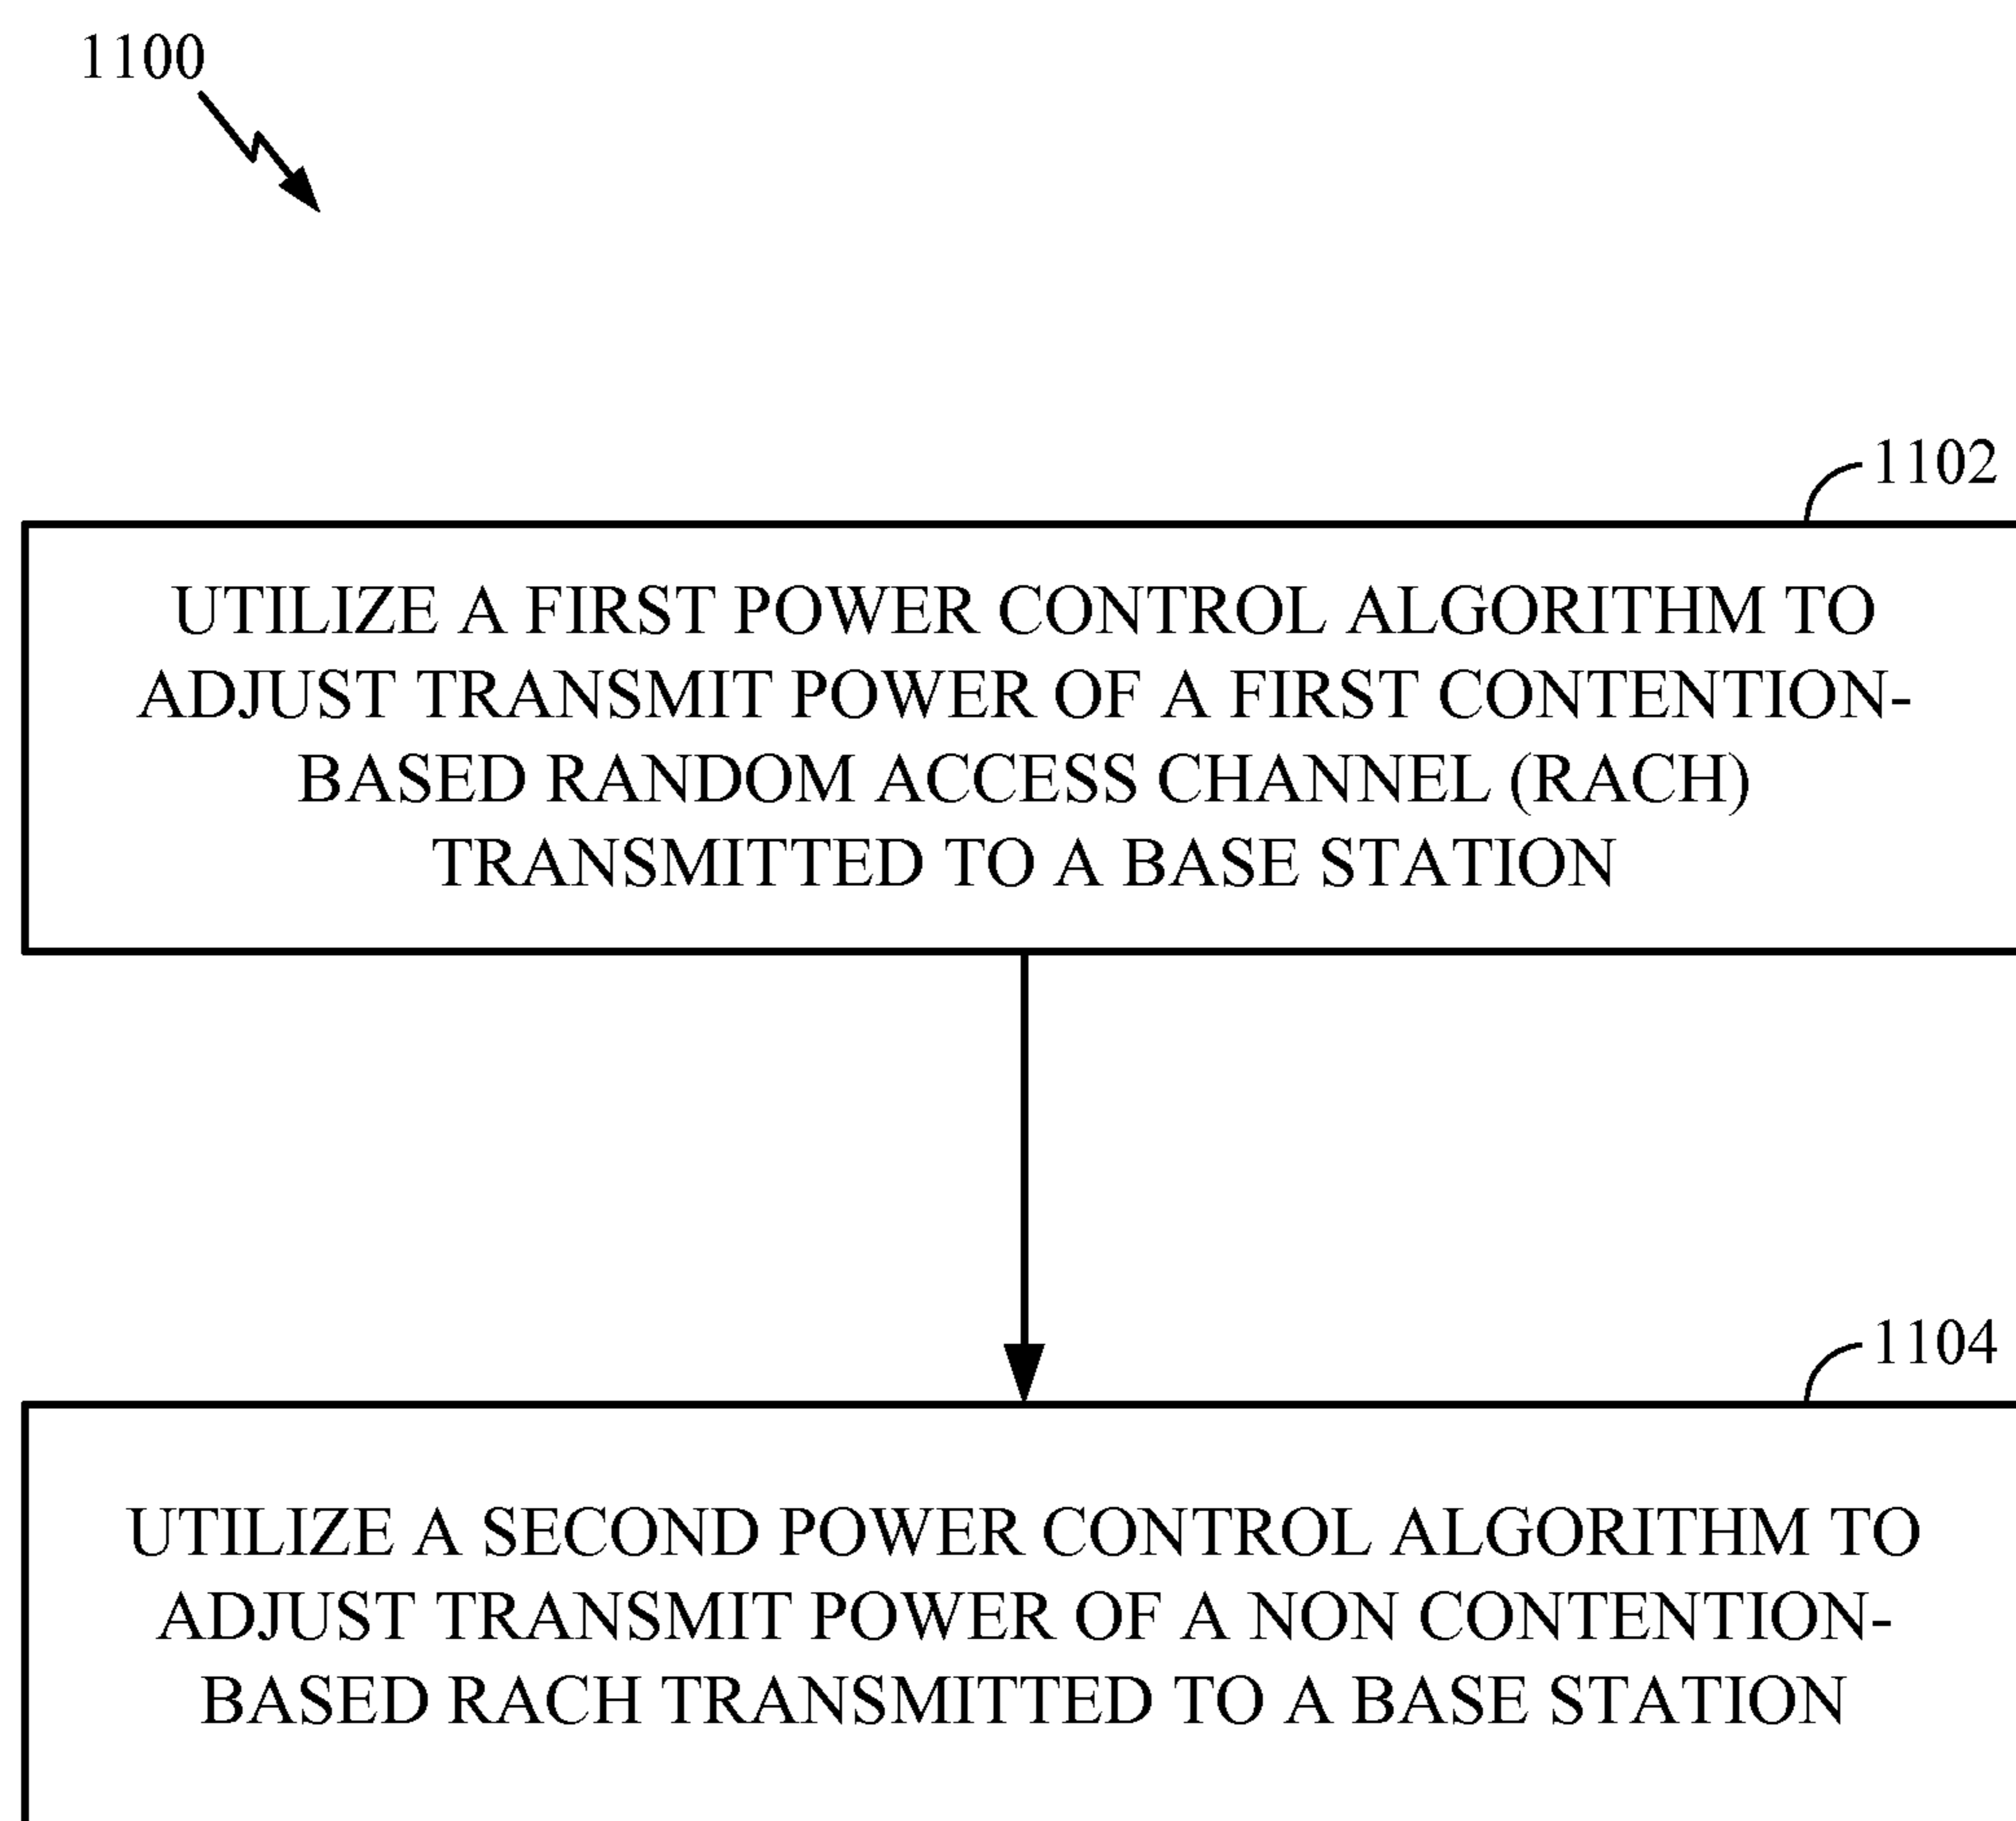 1100
1102
UTILIZE A FIRST POWER CONTROL ALGORITHM TO
ADJUST TRANSMIT POWER OF A FIRST CONTENTION-
BASED RANDOM ACCESS CHANNEL (RACH)
TRANSMITTED TO A BASE STATION
1104
UTILIZE A SECOND POWER CONTROL ALGORITHM TO
ADJUST TRANSMIT POWER OF A NON CONTENTION-
BASED RACH TRANSMITTED TO A BASE STATION